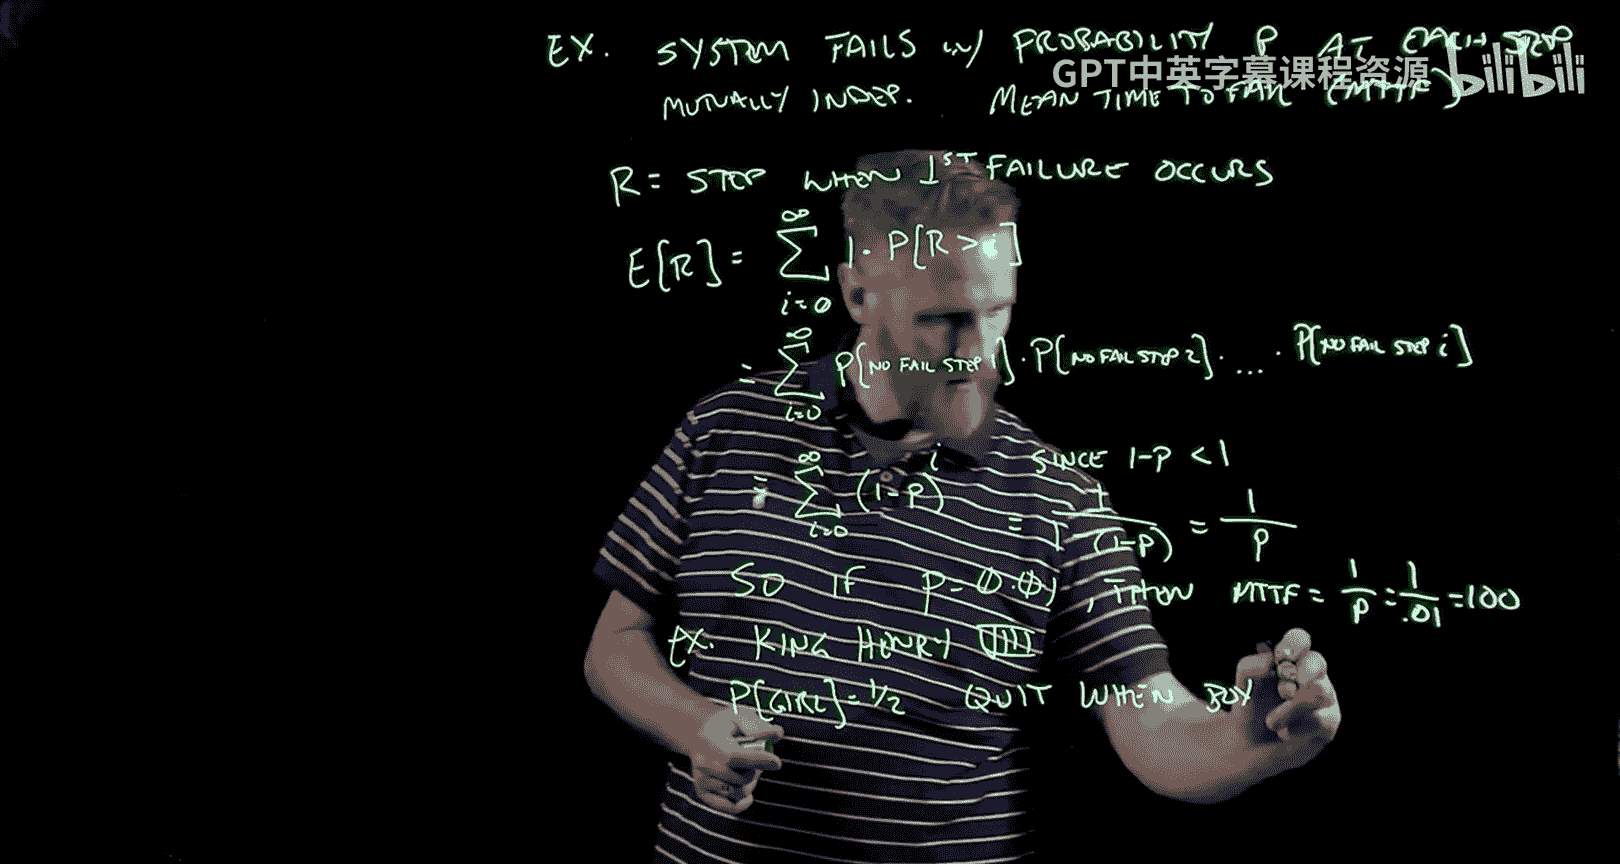 EX. SYSTEM FAILS w/ PROBABILITY P AT EACH STEP
GPT中英字幕课程资源 bilibili
MUTUALLY INDEP. MEAN TIME TO FAIL (MTTF)
R = STEP WHEN 1ST FAILURE OCCURS
E[R] = ∑_{i=0}^{∞} 1 · P[R > i]
= ∑_{i=0}^{∞} P[NO FAIL STEP 1] · P[NO FAIL STEP 2] · ... · P[NO FAIL STEP i]
= ∑_{i=0}^{∞} (1-P)^i SINCE 1-P < 1
= 1/(1-(1-P)) = 1/P
SO IF P = 0.01, THEN MTTF = 1/P = 1/.01 = 100
EX. KING HENRY VIII
P[GIRL] = 1/2 QUIT WHEN BOY